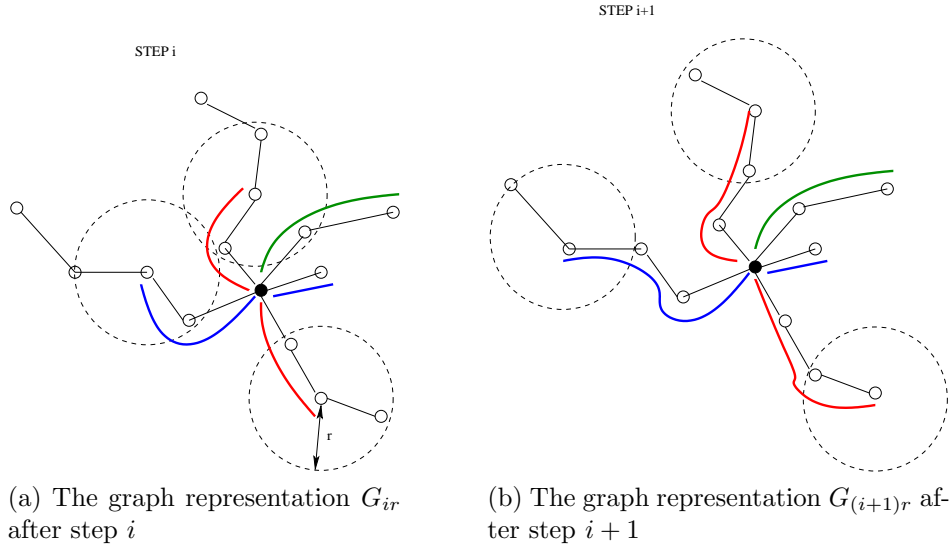 STEP i
STEP i+1
r
(a) The graph representation $G_{ir}$
after step $i$
(b) The graph representation $G_{(i+1)r}$ af-
ter step $i + 1$